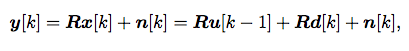 y[k] = Rx[k] + n[k] = Ru[k − 1] + Rd[k] + n[k],